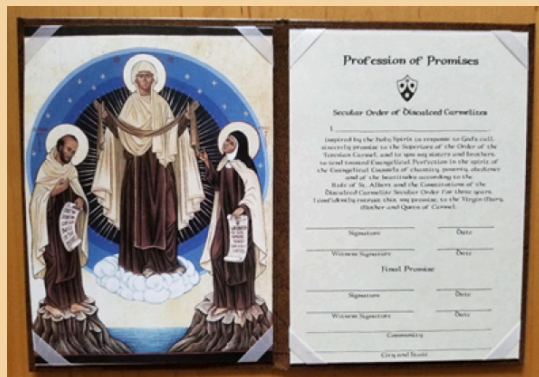 Profession of Promises
Secular Order of Discalced Carmelites
I,
inspired by the Holy Spirit in response to God's call,
sincerely promise to the Superiors of the Order of the
Teresian Carmel, and to you my sisters and brothers,
to tend toward Evangelical Perfection in the spirit of
the Evangelical Counsels of chastity, poverty, obedience
and of the beatitudes according to the
Rule of St. Albert and the Constitutions of the
Discalced Carmelite Secular Order for three years.
I confidently entrust this, my promise, to the Virgin Mary,
Mother and Queen of Carmel.
Signature Date
Witness Signature Date
Final Promise
Signature Date
Witness Signature Date
Community
City and State